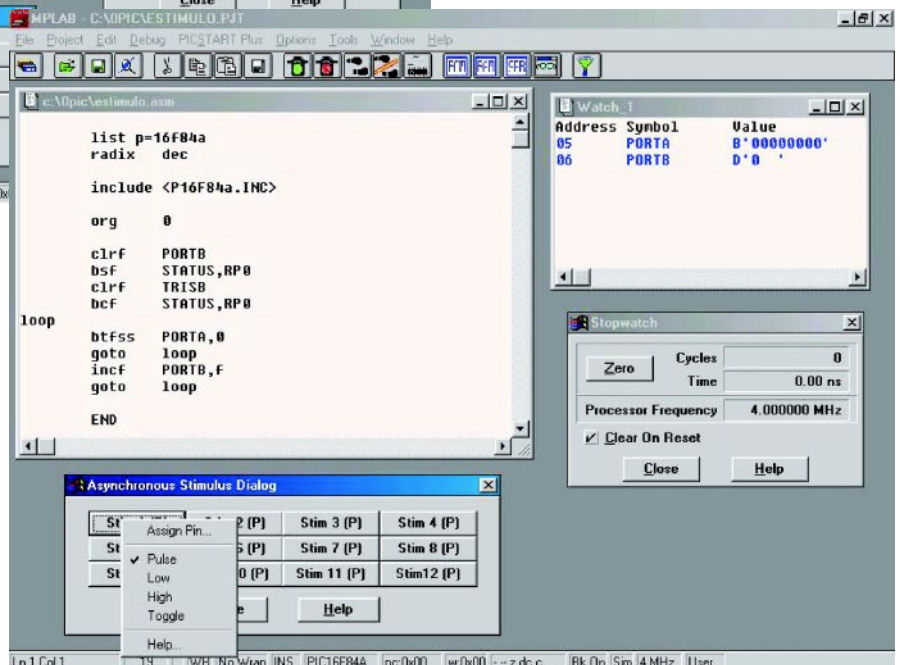 Close
Help
MPLAB - C:\0PIC\ESTIMULO.PJT
File Project Edit Debug PICSTART Plus Options Tools Window Help
c:\0pic\estimulo.asm
list p=16f84a
radix dec
include <P16F84a.INC>
org 0
clrf PORTB
bsf STATUS,RP0
clrf TRISB
bcf STATUS,RP0
loop
btfss PORTA,0
goto loop
incf PORTB,f
goto loop
END
Watch_1
Address Symbol Value
05 PORTA B'00000000'
06 PORTB D'0 '
Stopwatch
Zero
Cycles 0
Time 0.00 ns
Processor Frequency 4.000000 MHz
Clear On Reset
Close Help
Asynchronous Stimulus Dialog
St 2 (P) Stim 3 (P) Stim 4 (P)
St 6 (P) Stim 7 (P) Stim 8 (P)
St 0 (P) Stim 11 (P) Stim12 (P)
Help
Assign Pin...
Pulse
Low
High
Toggle
Help...
Ln 1 Col 1 19 WR No Wrap INS PIC16F84A pc:0x00 w:0x00 - - z dc c Bk On Sim 4 MHz User